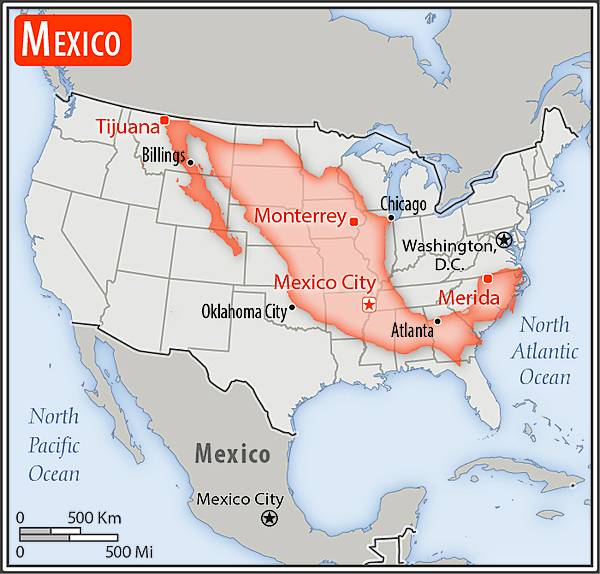 MEXICO
Tijuana
Billings
Chicago
Monterrey
Washington,
D.C.
Mexico City
Merida
Oklahoma City
Atlanta
North
Atlantic
Ocean
North
Pacific
Ocean
Mexico
Mexico City
0 500 Km
0 500 Mi